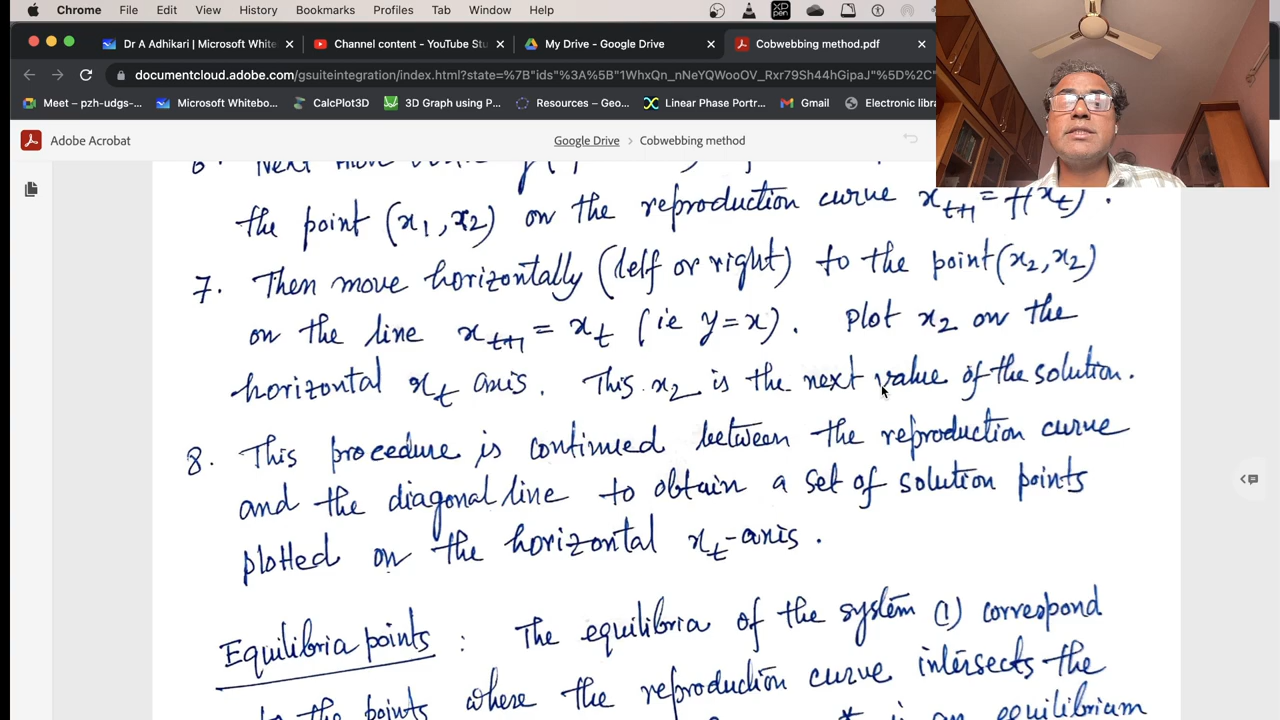 Chrome File Edit View History Bookmarks Profiles Tab Window Help
Dr A Adhikari | Microsoft White Channel content - YouTube Stu My Drive - Google Drive Cobwebbing method.pdf
documentcloud.adobe.com/gsuiteintegration/index.html?state=%7B"ids"%3A%5B"1WhxQn_nNeYQWooOV_Rxr79Sh44hGipaJ"%5D%2C"
Meet – pzh-udgs-... Microsoft Whitebo... CalcPlot3D 3D Graph using P... Resources – Geo... Linear Phase Portr... Gmail Electronic libra
Adobe Acrobat Google Drive Cobwebbing method
the point (x₁, x₂) on the reproduction curve xₜ₊₁ = f(xₜ).
7. Then move horizontally (lelf or right) to the point (x₂, x₂)
on the line xₜ₊₁ = xₜ (ie y = x). Plot x₂ on the
horizontal xₜ axis. This x₂ is the next value of the solution.
8. This procedure is continued between the reproduction curve
and the diagonal line to obtain a set of solution points
plotted on the horizontal xₜ-axis.
Equilibria points : The equilibria of the system (1) correspond
to the points where the reproduction curve intersects the
is an equilibrium